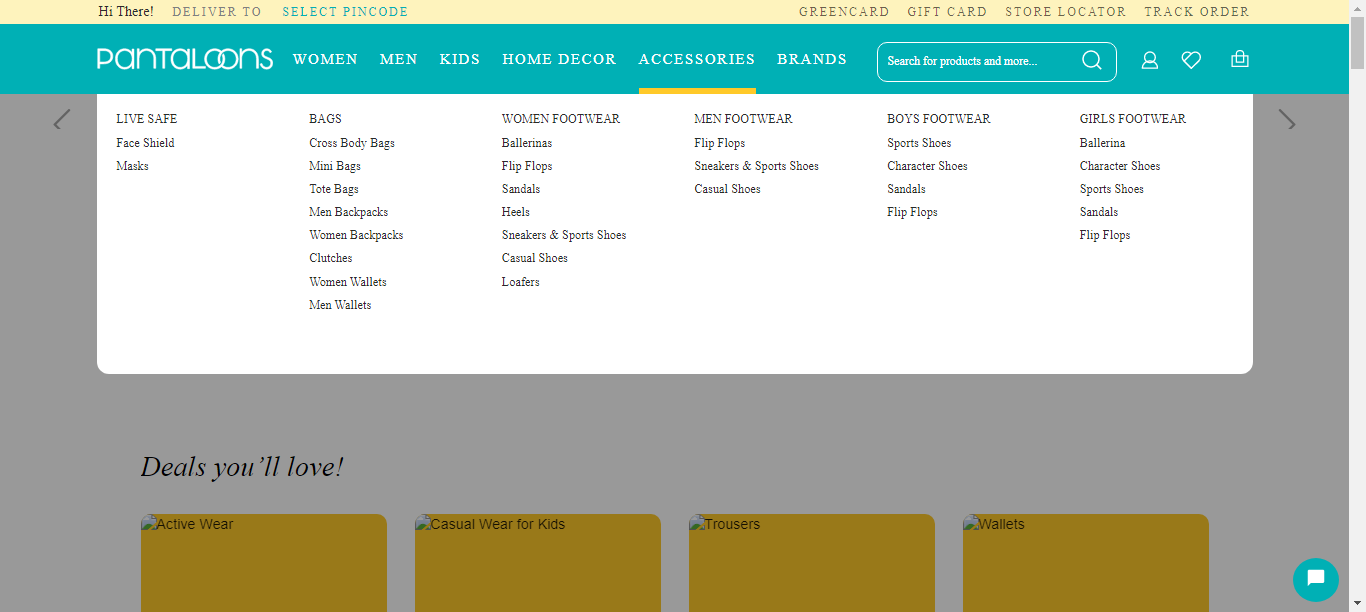 Hi There! DELIVER TO SELECT PINCODE GREENCARD GIFT CARD STORE LOCATOR TRACK ORDER
PANTALOONS WOMEN MEN KIDS HOME DECOR ACCESSORIES BRANDS Search for products and more...
LIVE SAFE
Face Shield
Masks
BAGS
Cross Body Bags
Mini Bags
Tote Bags
Men Backpacks
Women Backpacks
Clutches
Women Wallets
Men Wallets
WOMEN FOOTWEAR
Ballerinas
Flip Flops
Sandals
Heels
Sneakers & Sports Shoes
Casual Shoes
Loafers
MEN FOOTWEAR
Flip Flops
Sneakers & Sports Shoes
Casual Shoes
BOYS FOOTWEAR
Sports Shoes
Character Shoes
Sandals
Flip Flops
GIRLS FOOTWEAR
Ballerina
Character Shoes
Sports Shoes
Sandals
Flip Flops
Deals you’ll love!
Active Wear
Casual Wear for Kids
Trousers
Wallets